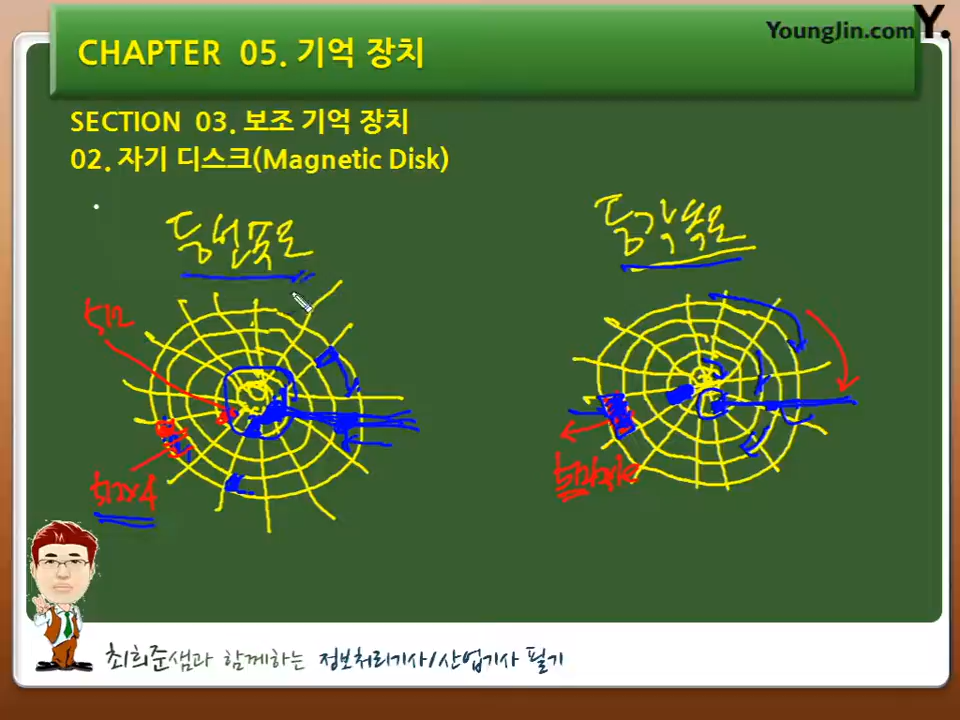 YoungJin.com Y.
CHAPTER 05. 기억 장치
SECTION 03. 보조 기억 장치
02. 자기 디스크(Magnetic Disk)
등선속도
등각속도
512
512x4
512byte
최희준샘과 함께하는 정보처리기사/산업기사 필기